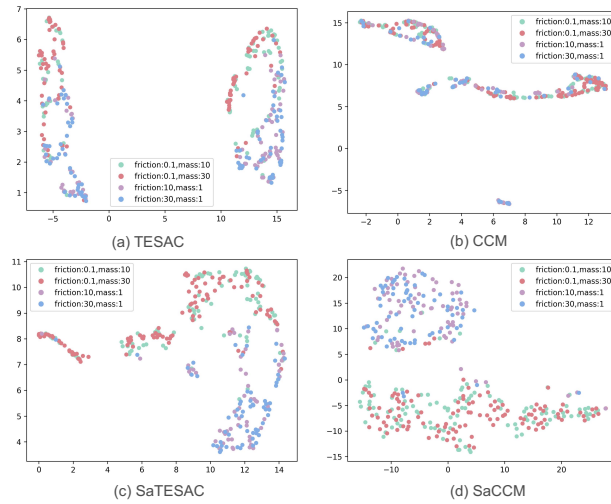 7
6
5
4
3
2
1
−5
0
5
10
15
friction:0.1,mass:10
friction:0.1,mass:30
friction:10,mass:1
friction:30,mass:1
(a) TESAC
15
10
5
0
−5
−2
0
2
4
6
8
10
12
friction:0.1,mass:10
friction:0.1,mass:30
friction:10,mass:1
friction:30,mass:1
(b) CCM
11
10
9
8
7
6
5
4
0
2
4
6
8
10
12
14
friction:0.1,mass:10
friction:0.1,mass:30
friction:10,mass:1
friction:30,mass:1
(c) SaTESAC
20
15
10
5
0
−5
−10
−15
−10
0
10
20
friction:0.1,mass:10
friction:0.1,mass:30
friction:10,mass:1
friction:30,mass:1
(d) SaCCM